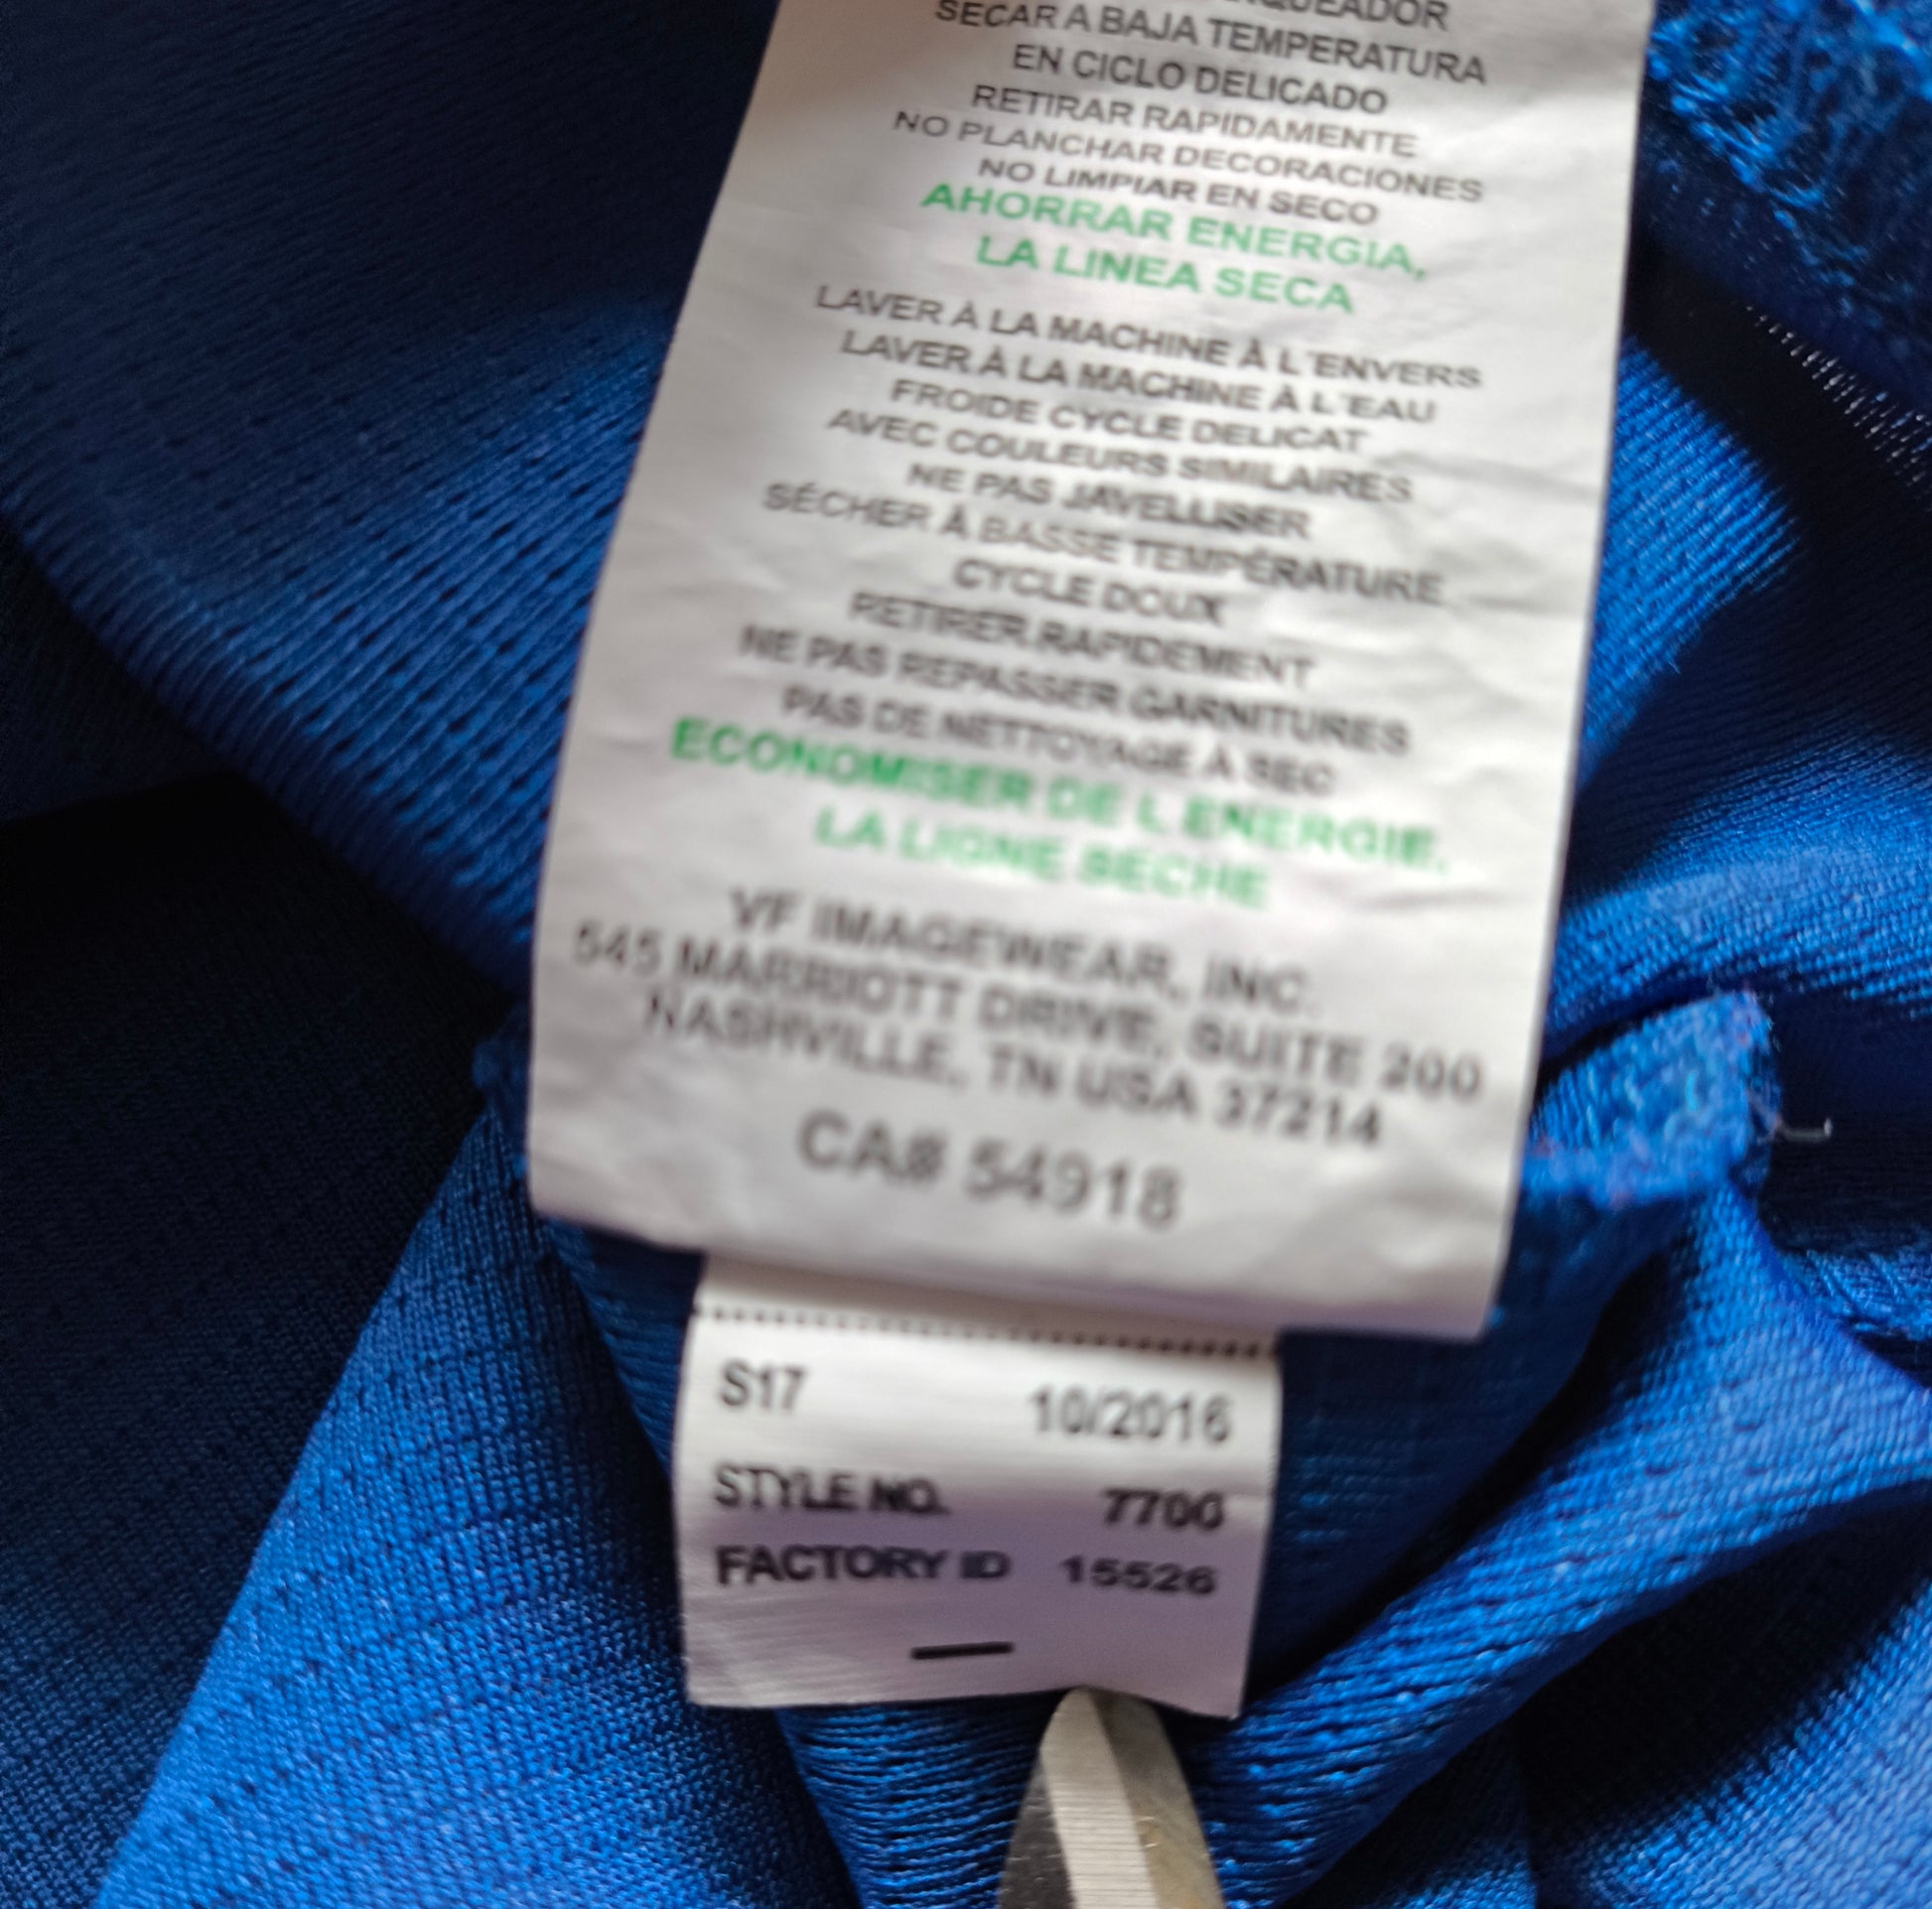 SECAR A BAJA TEMPERATURA
EN CICLO DELICADO
RETIRAR RAPIDAMENTE
NO PLANCHAR DECORACIONES
NO LIMPIAR EN SECO
AHORRAR ENERGIA,
LA LINEA SECA
LAVER À LA MACHINE À L'ENVERS
LAVER À LA MACHINE À L'EAU
FROIDE CYCLE DELICAT
AVEC COULEURS SIMILAIRES
NE PAS JAVELLISER
SÉCHER À BASSE TEMPÉRATURE
CYCLE DOUX
RETIRER RAPIDEMENT
NE PAS REPASSER GARNITURES
PAS DE NETTOYAGE À SEC
ECONOMISER DE L ENERGIE,
LA LIGNE SECHE
VF IMAGEWEAR, INC.
545 MARRIOTT DRIVE, SUITE 200
NASHVILLE, TN USA 37214
CA# 54918
S17 10/2016
STYLE NO. 7700
FACTORY ID 15526